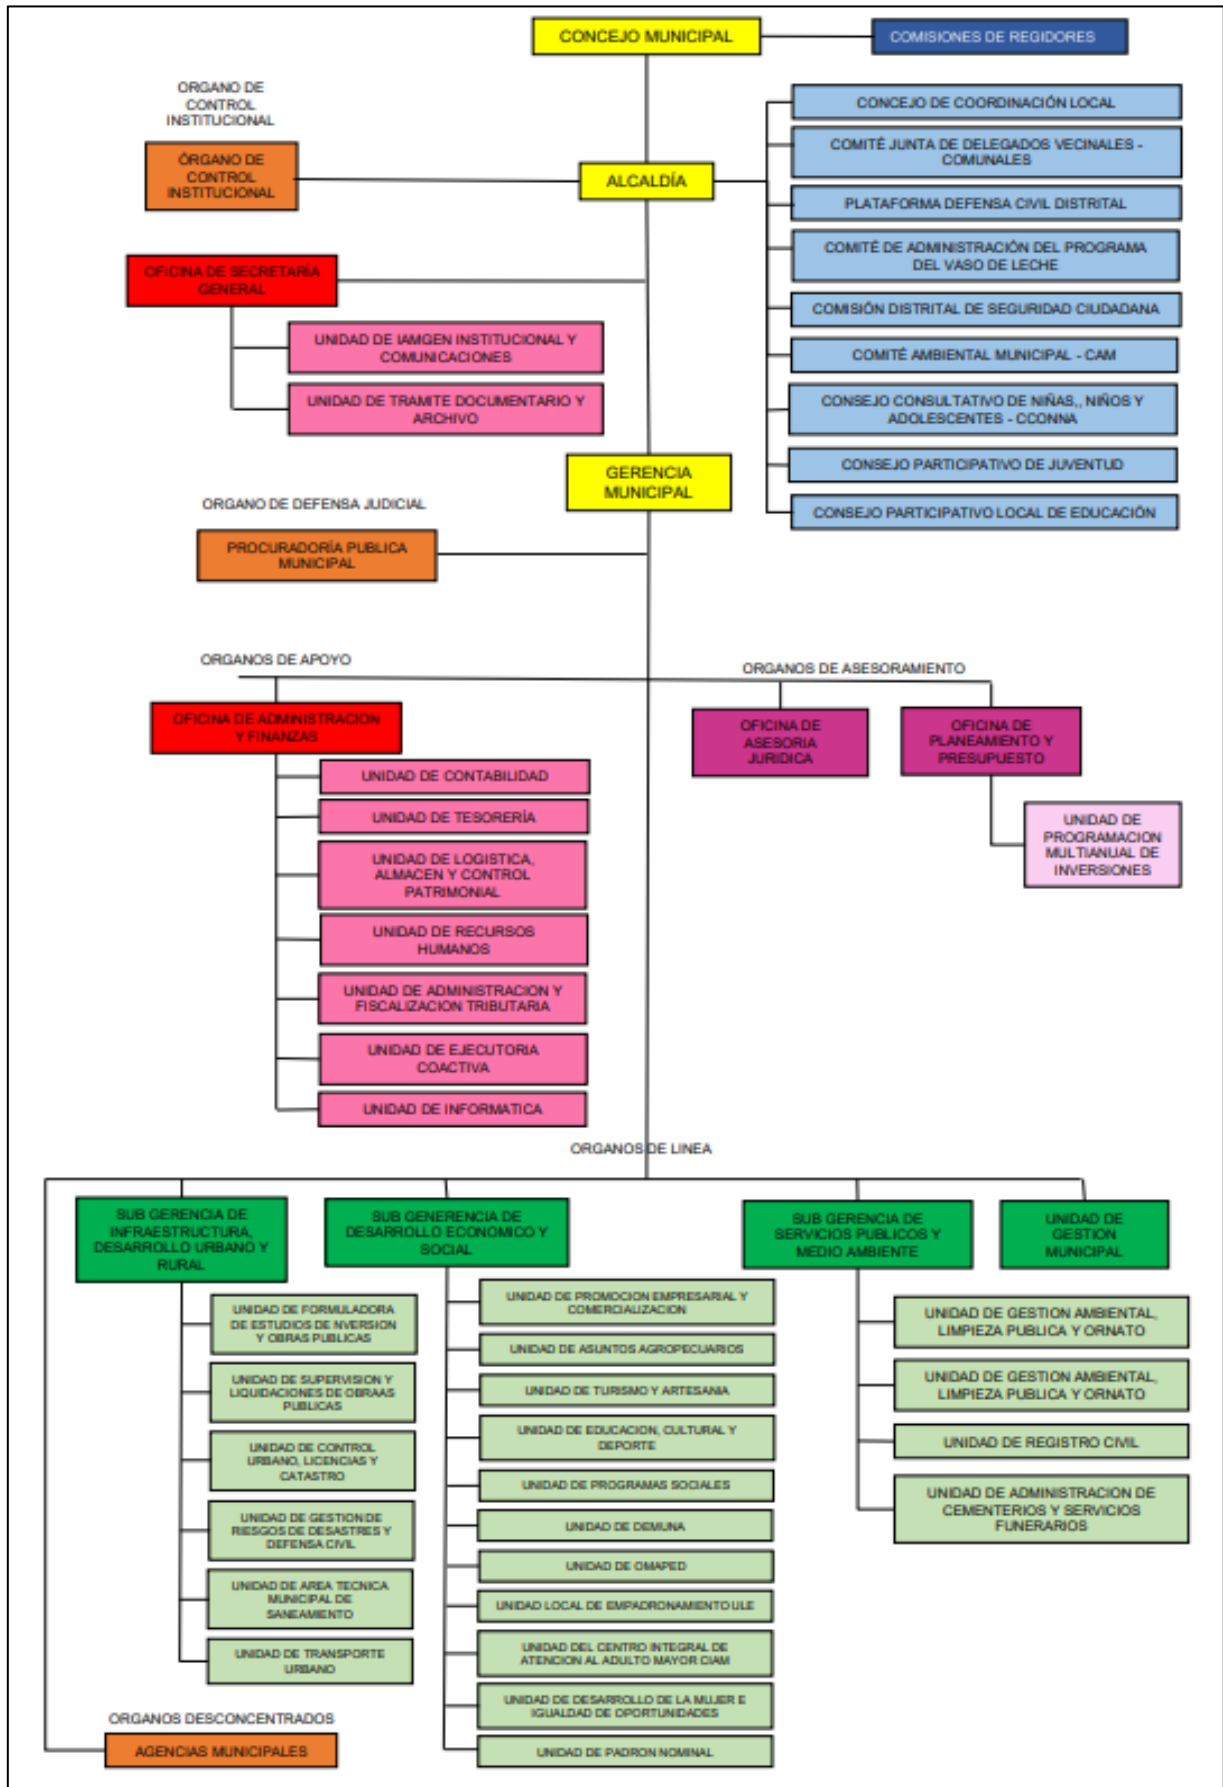 CONCEJO MUNICIPAL
COMISIONES DE REGIDORES
ORGANO DE
CONTROL
INSTITUCIONAL
ÓRGANO DE
CONTROL
INSTITUCIONAL
ALCALDÍA
CONCEJO DE COORDINACIÓN LOCAL
COMITÉ JUNTA DE DELEGADOS VECINALES -
COMUNALES
PLATAFORMA DEFENSA CIVIL DISTRITAL
COMITÉ DE ADMINISTRACIÓN DEL PROGRAMA
DEL VASO DE LECHE
COMISIÓN DISTRITAL DE SEGURIDAD CIUDADANA
COMITÉ AMBIENTAL MUNICIPAL - CAM
CONSEJO CONSULTATIVO DE NIÑAS,, NIÑOS Y
ADOLESCENTES - CCONNA
CONSEJO PARTICIPATIVO DE JUVENTUD
CONSEJO PARTICIPATIVO LOCAL DE EDUCACIÓN
OFICINA DE SECRETARÍA
GENERAL
UNIDAD DE IAMGEN INSTITUCIONAL Y
COMUNICACIONES
UNIDAD DE TRAMITE DOCUMENTARIO Y
ARCHIVO
GERENCIA
MUNICIPAL
ORGANO DE DEFENSA JUDICIAL
PROCURADORÍA PUBLICA
MUNICIPAL
ORGANOS DE APOYO
ORGANOS DE ASESORAMIENTO
OFICINA DE ADMINISTRACION
Y FINANZAS
UNIDAD DE CONTABILIDAD
UNIDAD DE TESORERÍA
UNIDAD DE LOGISTICA,
ALMACEN Y CONTROL
PATRIMONIAL
UNIDAD DE RECURSOS
HUMANOS
UNIDAD DE ADMINISTRACION Y
FISCALIZACION TRIBUTARIA
UNIDAD DE EJECUTORIA
COACTIVA
UNIDAD DE INFORMATICA
OFICINA DE
ASESORIA
JURIDICA
OFICINA DE
PLANEAMIENTO Y
PRESUPUESTO
UNIDAD DE
PROGRAMACION
MULTIANUAL DE
INVERSIONES
ORGANOS DE LINEA
SUB GERENCIA DE
INFRAESTRUCTURA,
DESARROLLO URBANO Y
RURAL
UNIDAD DE FORMULADORA
DE ESTUDIOS DE NVERSION
Y OBRAS PUBLICAS
UNIDAD DE SUPERVISION Y
LIQUIDACIONES DE OBRAAS
PUBLICAS
UNIDAD DE CONTROL
URBANO, LICENCIAS Y
CATASTRO
UNIDAD DE GESTION DE
RIESGOS DE DESASTRES Y
DEFENSA CIVIL
UNIDAD DE AREA TECNICA
MUNICIPAL DE
SANEAMIENTO
UNIDAD DE TRANSPORTE
URBANO
SUB GENERENCIA DE
DESARROLLO ECONOMICO Y
SOCIAL
UNIDAD DE PROMOCION EMPRESARIAL Y
COMERCIALIZACION
UNIDAD DE ASUNTOS AGROPECUARIOS
UNIDAD DE TURISMO Y ARTESANIA
UNIDAD DE EDUCACION, CULTURAL Y
DEPORTE
UNIDAD DE PROGRAMAS SOCIALES
UNIDAD DE DEMUNA
UNIDAD DE OMAPED
UNIDAD LOCAL DE EMPADRONAMIENTO ULE
UNIDAD DEL CENTRO INTEGRAL DE
ATENCION AL ADULTO MAYOR CIAM
UNIDAD DE DESARROLLO DE LA MUJER E
IGUALDAD DE OPORTUNIDADES
UNIDAD DE PADRON NOMINAL
SUB GERENCIA DE
SERVICIOS PUBLICOS Y
MEDIO AMBIENTE
UNIDAD DE GESTION AMBIENTAL,
LIMPIEZA PUBLICA Y ORNATO
UNIDAD DE GESTION AMBIENTAL,
LIMPIEZA PUBLICA Y ORNATO
UNIDAD DE REGISTRO CIVIL
UNIDAD DE ADMINISTRACION DE
CEMENTERIOS Y SERVICIOS
FUNERARIOS
UNIDAD DE
GESTION
MUNICIPAL
ORGANOS DESCONCENTRADOS
AGENCIAS MUNICIPALES